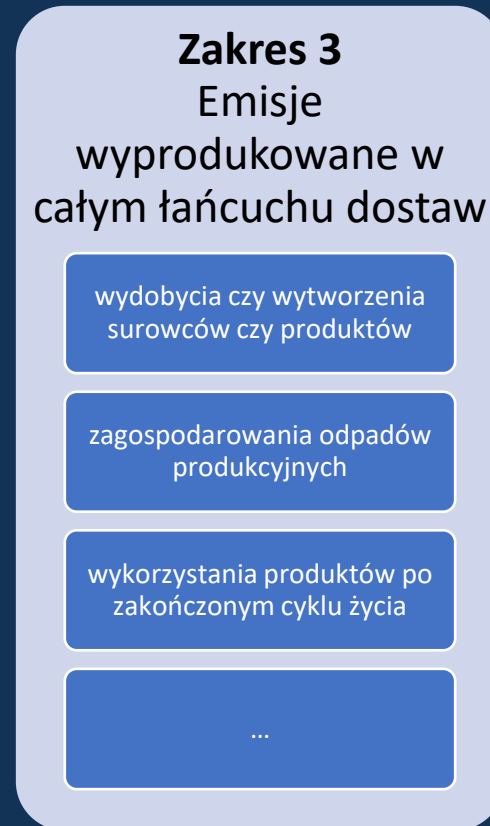 Zakres 3
Emisje
wyprodukowane w
całym łańcuchu dostaw
wydobycia czy wytworzenia
surowców czy produktów
zagospodarowania odpadów
produkcyjnych
wykorzystania produktów po
zakończonym cyklu życia
...